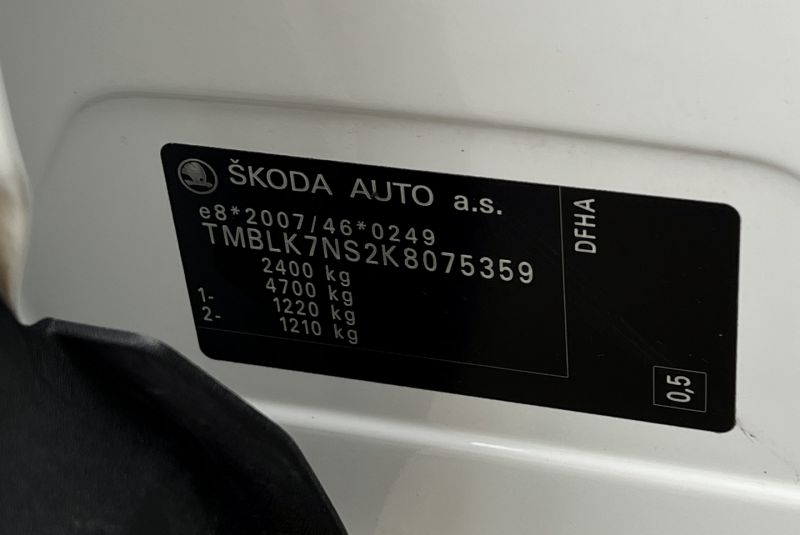 ŠKODA AUTO a.s.
e8*2007/46*0249
TMBLK7NS2K8075359
2400 kg
4700 kg
1- 1220 kg
2- 1210 kg
DFHA
0,5